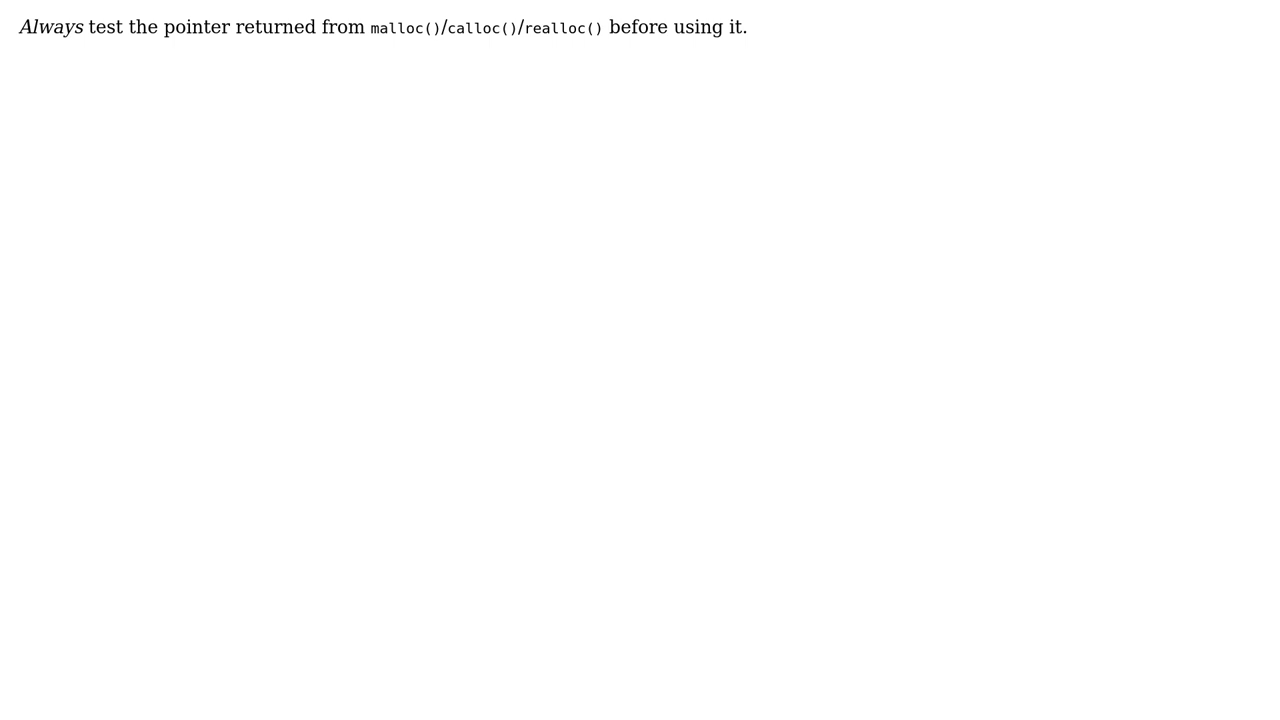 Always test the pointer returned from malloc()/calloc()/realloc() before using it.